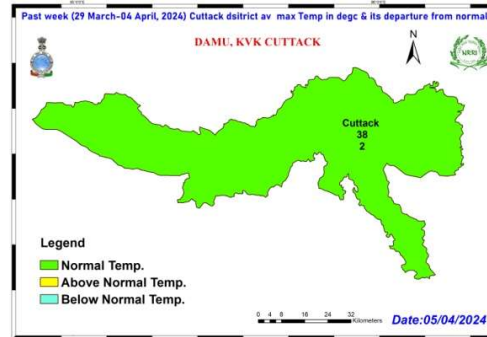 Past week (29 March-04 April, 2024) Cuttack dsitrict av max Temp in degc & its departure from normal
DAMU, KVK CUTTACK
N
Cuttack
38
2
Legend
Normal Temp.
Above Normal Temp.
Below Normal Temp.
0 4 8 16 24 32
Kilometers
Date:05/04/2024